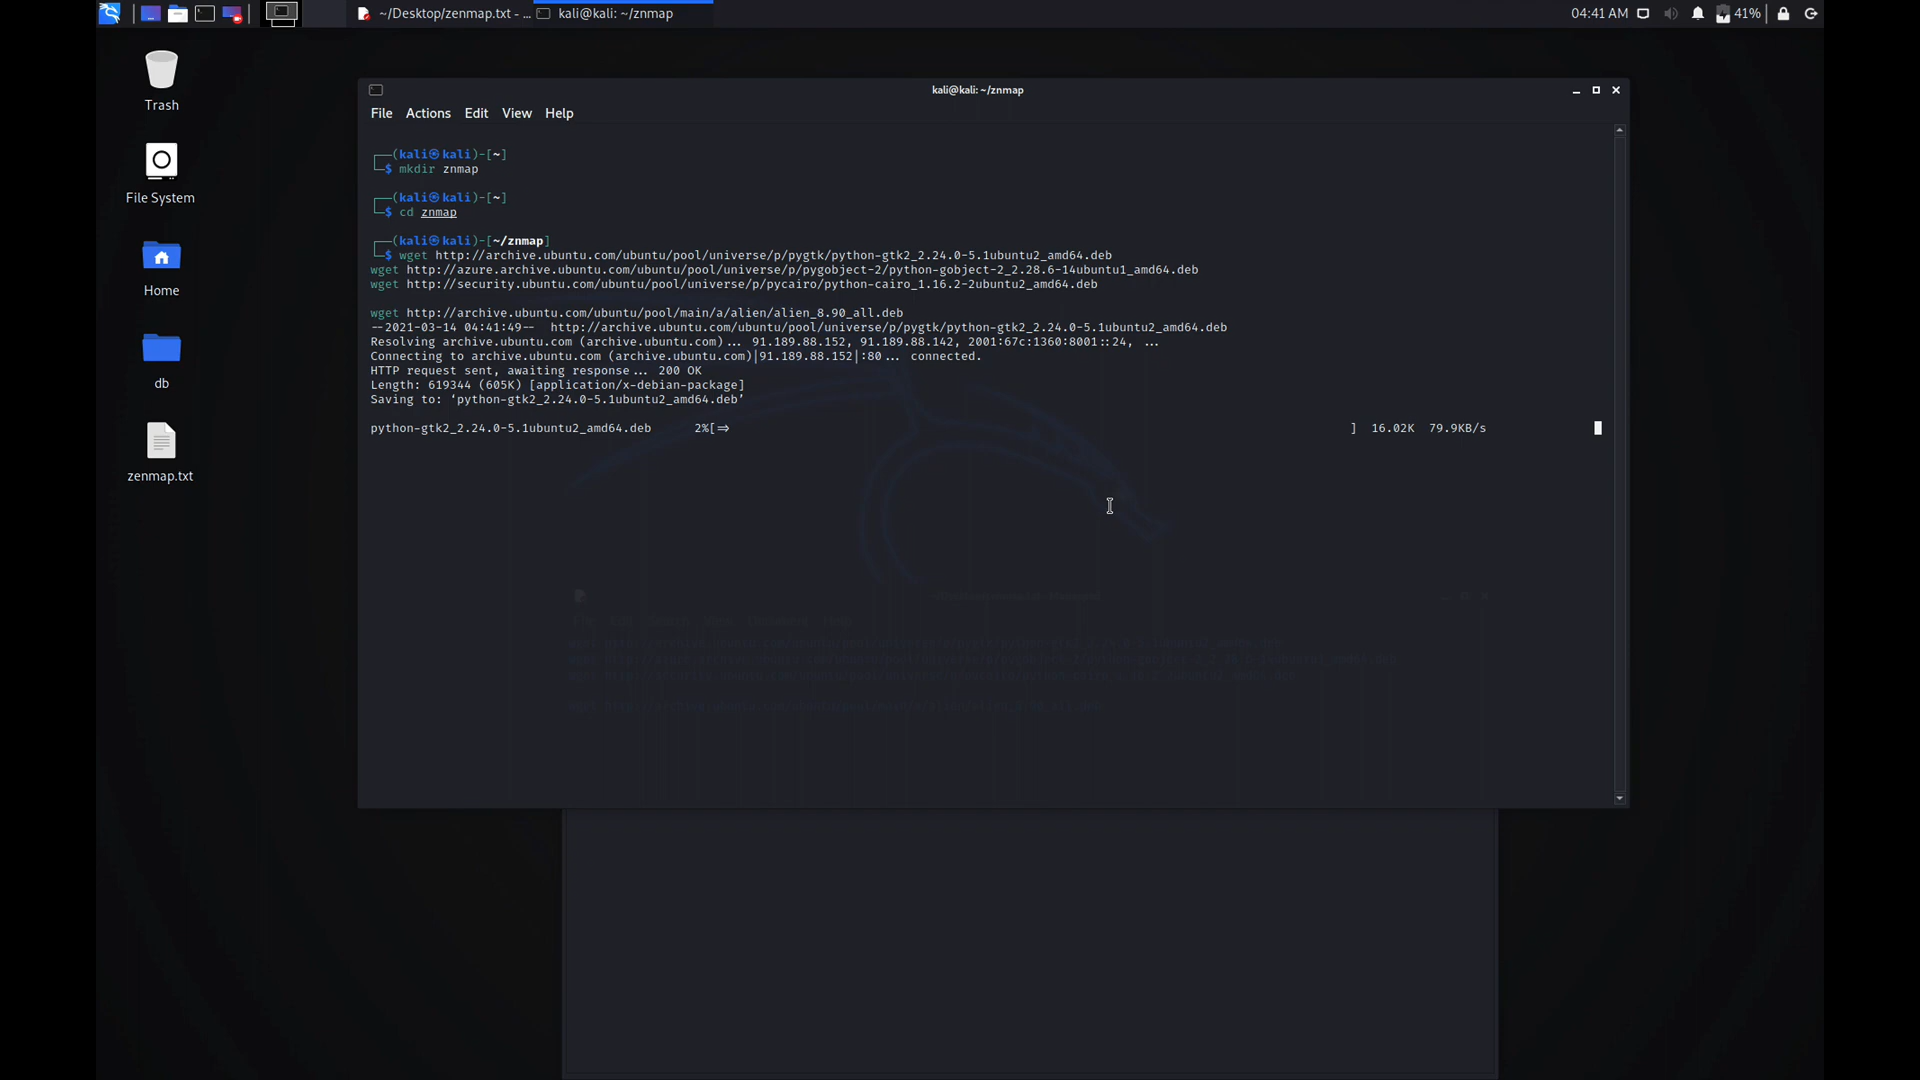 ~/Desktop/zenmap.txt - ...
kali@kali: ~/znmap
04:41 AM
41%
Trash
File System
Home
db
zenmap.txt
kali@kali: ~/znmap
File Actions Edit View Help
┌──(kali㉿kali)-[~]
└─$ mkdir znmap
┌──(kali㉿kali)-[~]
└─$ cd znmap
┌──(kali㉿kali)-[~/znmap]
└─$ wget http://archive.ubuntu.com/ubuntu/pool/universe/p/pygtk/python-gtk2_2.24.0-5.1ubuntu2_amd64.deb
wget http://azure.archive.ubuntu.com/ubuntu/pool/universe/p/pygobject-2/python-gobject-2_2.28.6-14ubuntu1_amd64.deb
wget http://security.ubuntu.com/ubuntu/pool/universe/p/pycairo/python-cairo_1.16.2-2ubuntu2_amd64.deb
wget http://archive.ubuntu.com/ubuntu/pool/main/a/alien/alien_8.90_all.deb
--2021-03-14 04:41:49-- http://archive.ubuntu.com/ubuntu/pool/universe/p/pygtk/python-gtk2_2.24.0-5.1ubuntu2_amd64.deb
Resolving archive.ubuntu.com (archive.ubuntu.com)... 91.189.88.152, 91.189.88.142, 2001:67c:1360:8001::24, ...
Connecting to archive.ubuntu.com (archive.ubuntu.com)|91.189.88.152|:80... connected.
HTTP request sent, awaiting response... 200 OK
Length: 619344 (605K) [application/x-debian-package]
Saving to: ‘python-gtk2_2.24.0-5.1ubuntu2_amd64.deb’
python-gtk2_2.24.0-5.1ubuntu2_amd64.deb 2%[=> ] 16.02K 79.9KB/s